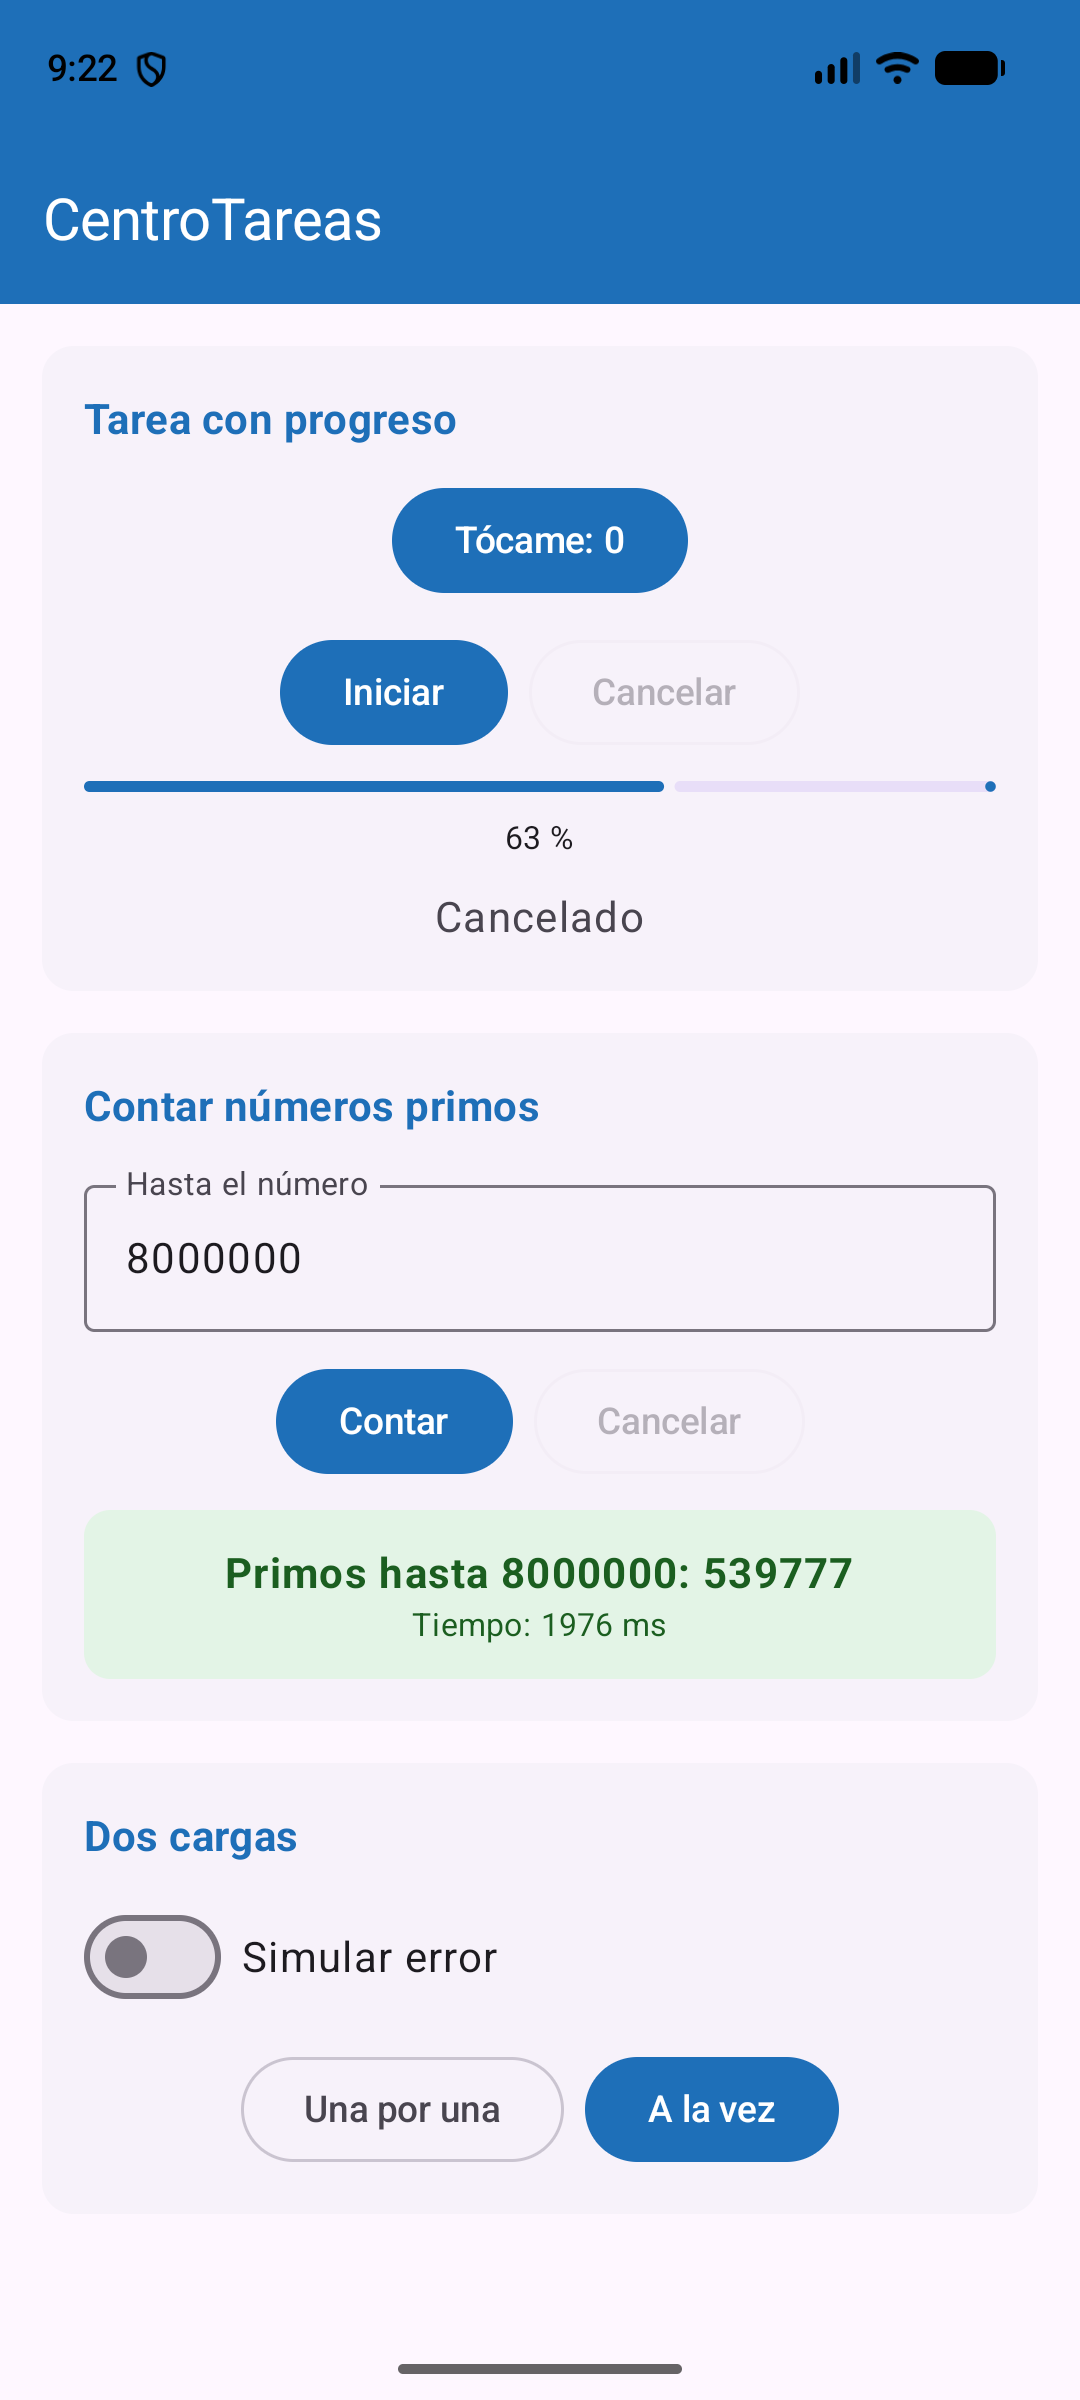 9:22
CentroTareas
Tarea con progreso
Tócame: 0
Iniciar
Cancelar
63 %
Cancelado
Contar números primos
Hasta el número
8000000
Contar
Cancelar
Primos hasta 8000000: 539777
Tiempo: 1976 ms
Dos cargas
Simular error
Una por una
A la vez